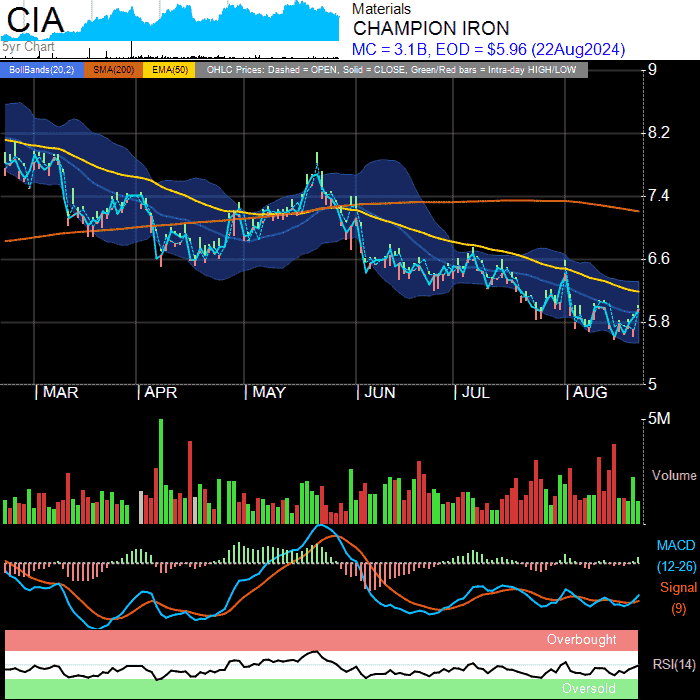 CIA
5yr Chart
Materials
CHAMPION IRON
MC = 3.1B, EOD = $5.96 (22Aug2024)
BollBands(20,2) SMA(200) EMA(50) OHLC Prices: Dashed = OPEN, Solid = CLOSE, Green/Red bars = Intra-day HIGH/LOW
9
8.2
7.4
6.6
5.8
5
| MAR | APR | MAY | JUN | JUL | AUG
5M
Volume
MACD
(12-26)
Signal
(9)
Overbought
RSI(14)
Oversold